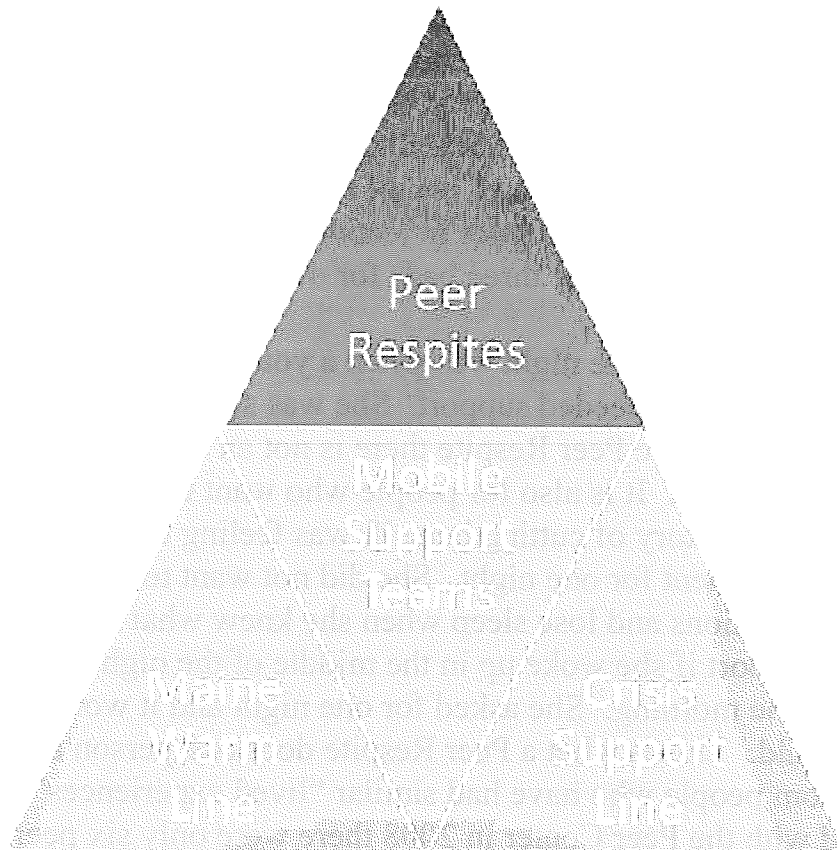 Peer
Respites
Mobile
Support
Teams
Maine
Warm
Line
Crisis
Support
Line